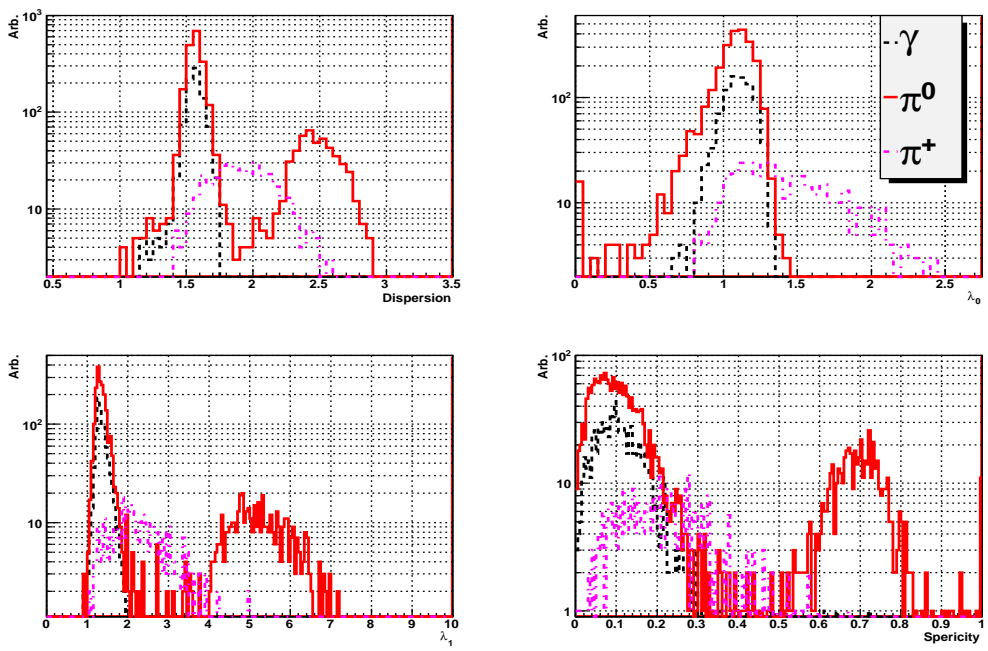 Arb.
10³
10²
10
0.5 1 1.5 2 2.5 3 3.5
Dispersion
Arb.
10²
10
0 0.5 1 1.5 2 2.5
λ₀
γ
π⁰
π⁺
Arb.
10²
10
0 1 2 3 4 5 6 7 8 9 10
λ₁
Arb.
10²
10
1
0 0.1 0.2 0.3 0.4 0.5 0.6 0.7 0.8 0.9 1
Spericity